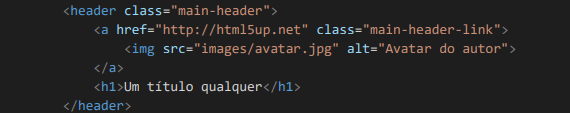 <header class="main-header">
<a href="http://html5up.net" class="main-header-link">
<img src="images/avatar.jpg" alt="Avatar do autor">
</a>
<h1>Um título qualquer</h1>
</header>